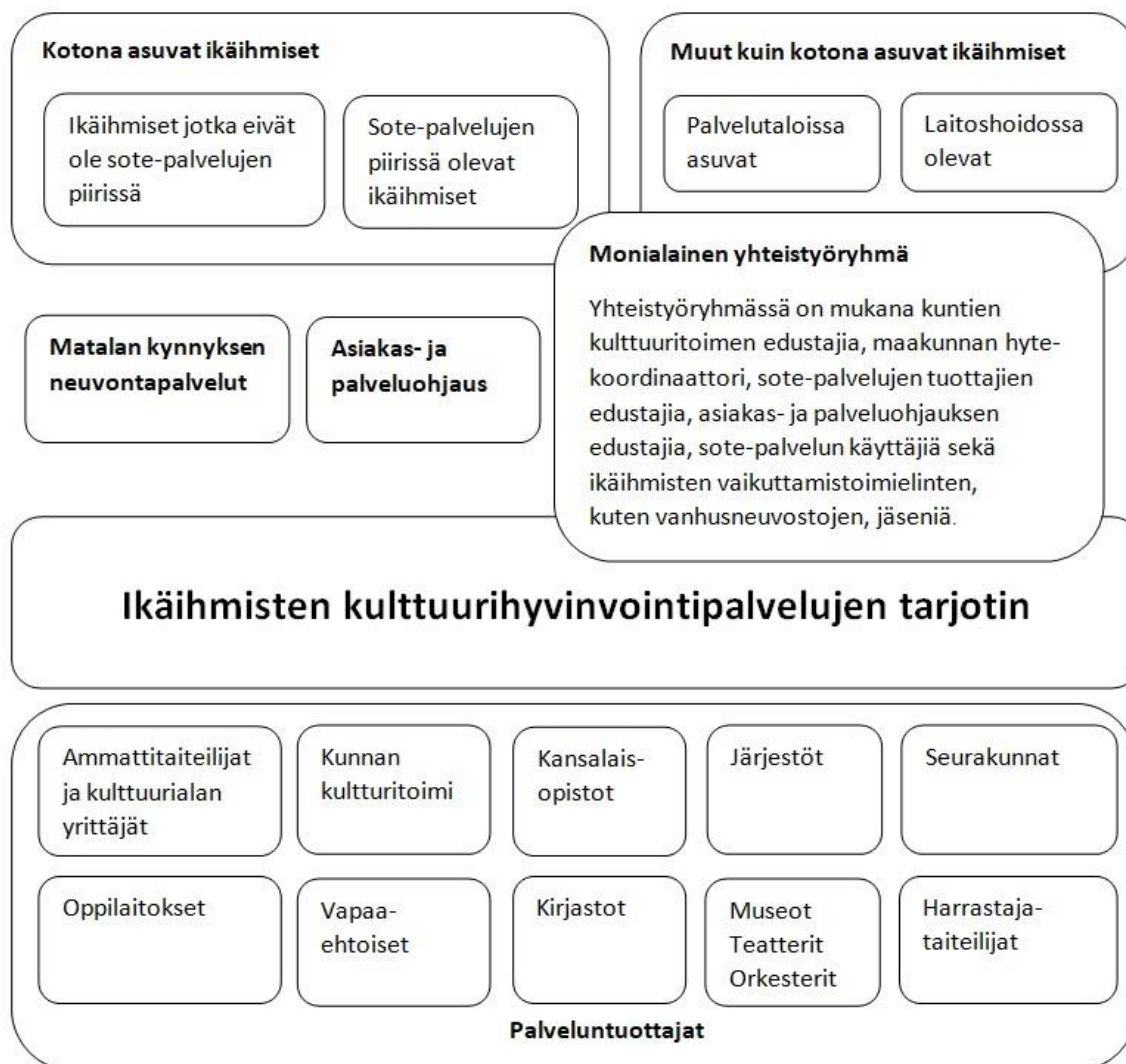 Kotona asuvat ikäihmiset
Ikäihmiset jotka eivät
ole sote-palvelujen
piirissä
Sote-palvelujen
piirissä olevat
ikäihmiset
Muut kuin kotona asuvat ikäihmiset
Palvelutaloissa
asuvat
Laitoshoidossa
olevat
Monialainen yhteistyöryhmä
Yhteistyöryhmässä on mukana kuntien
kulttuuritoimen edustajia, maakunnan hyte-
koordinaattori, sote-palvelujen tuottajien
edustajia, asiakas- ja palveluohjauksen
edustajia, sote-palvelun käyttäjiä sekä
ikäihmisten vaikuttamistoimielinten,
kuten vanhusneuvostojen, jäseniä.
Matalan kynnyksen
neuvontapalvelut
Asiakas- ja
palveluohjaus
Ikäihmisten kulttuurihyvinvointipalvelujen tarjotin
Ammattitaiteilijat
ja kulttuurialan
yrittäjät
Kunnan
kultturitoimi
Kansalais-
opistot
Järjestöt
Seurakunnat
Oppilaitokset
Vapaa-
ehtoiset
Kirjastot
Museot
Teatterit
Orkesterit
Harrastaja-
taiteilijat
Palveluntuottajat